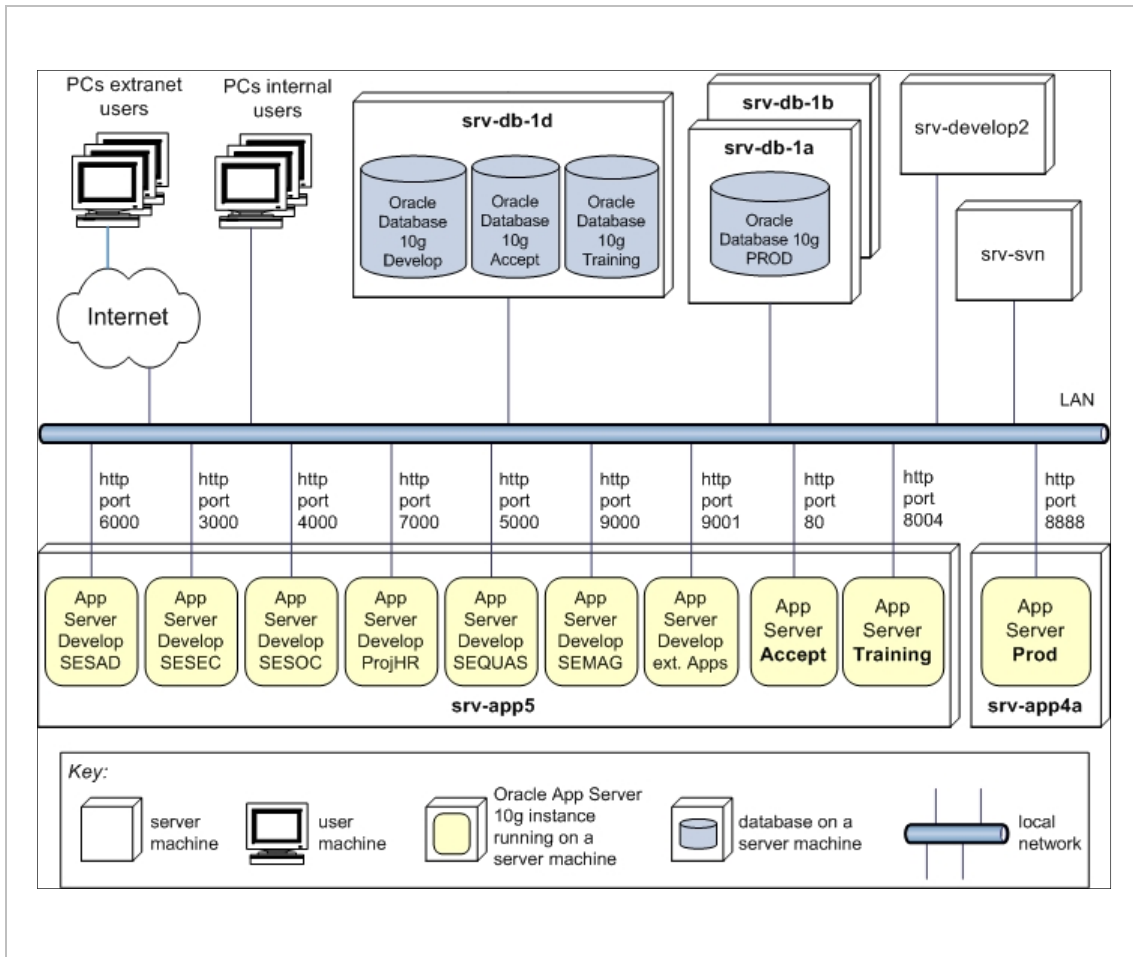 PCs extranet
users
PCs internal
users
srv-db-1d
Oracle
Database
10g
Develop
Oracle
Database
10g
Accept
Oracle
Database
10g
Training
srv-db-1b
srv-db-1a
Oracle
Database 10g
PROD
srv-develop2
srv-svn
Internet
LAN
http
port
6000
http
port
3000
http
port
4000
http
port
7000
http
port
5000
http
port
9000
http
port
9001
http
port
80
http
port
8004
http
port
8888
App
Server
Develop
SESAD
App
Server
Develop
SESEC
App
Server
Develop
SESOC
App
Server
Develop
ProjHR
App
Server
Develop
SEQUAS
App
Server
Develop
SEMAG
App
Server
Develop
ext. Apps
App
Server
Accept
App
Server
Training
App
Server
Prod
srv-app5
srv-app4a
Key:
server
machine
user
machine
Oracle App Server
10g instance
running on a
server machine
database on a
server machine
local
network